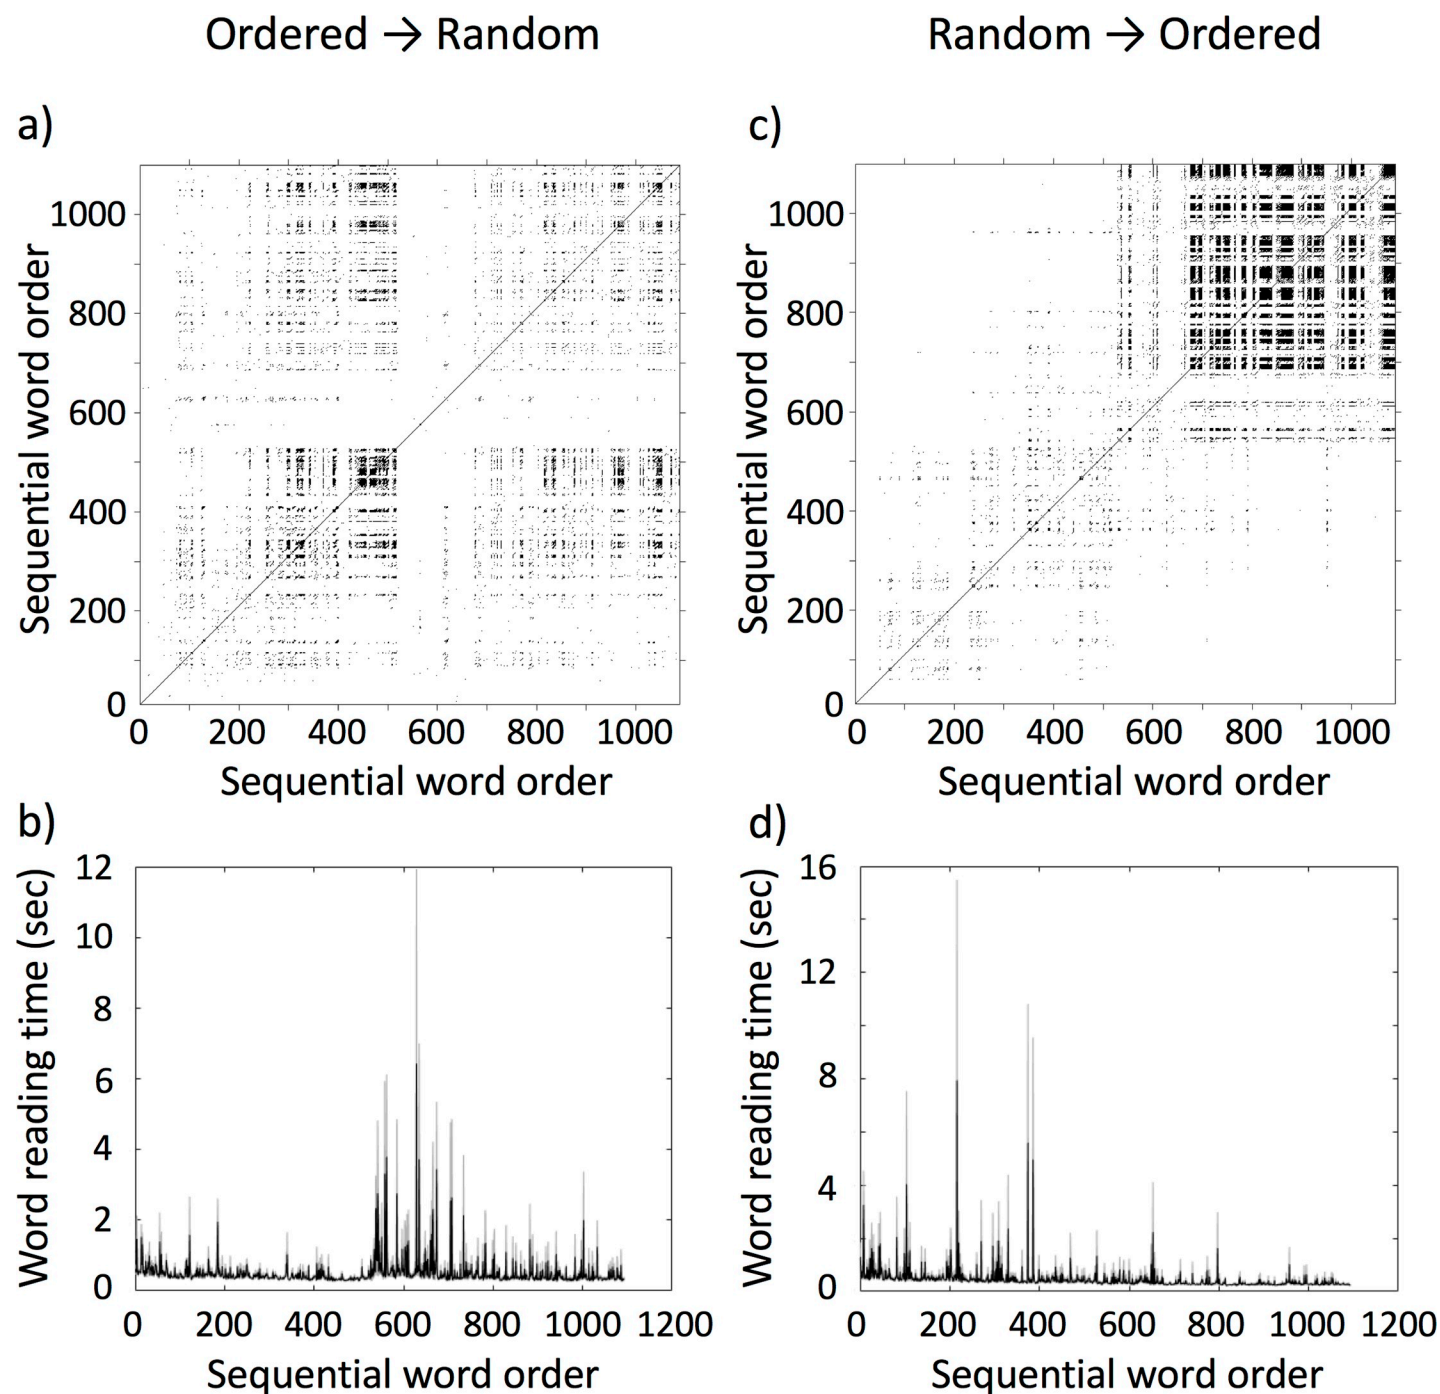 Ordered → Random
Random → Ordered
a)
Sequential word order
1000
800
600
400
200
0
0 200 400 600 800 1000
Sequential word order
c)
Sequential word order
1000
800
600
400
200
0
0 200 400 600 800 1000
Sequential word order
b)
Word reading time (sec)
12
10
8
6
4
2
0
0 200 400 600 800 1000 1200
Sequential word order
d)
Word reading time (sec)
16
12
8
4
0
0 200 400 600 800 1000 1200
Sequential word order